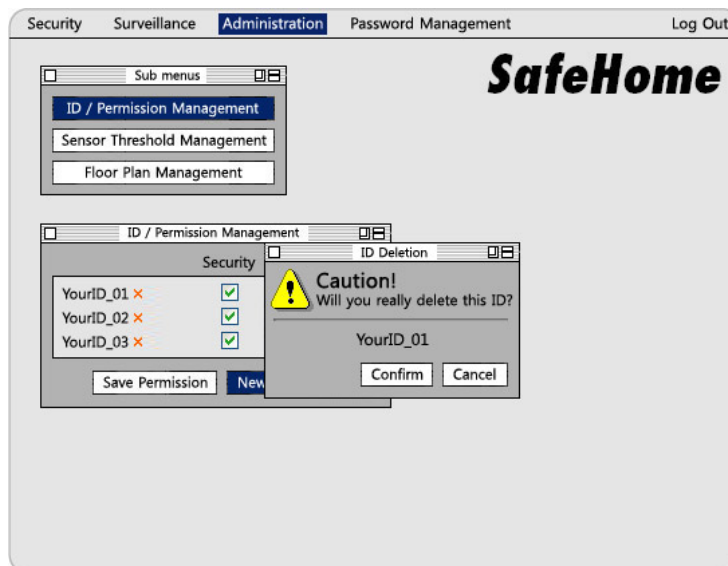 Security Surveillance Administration Password Management Log Out
SafeHome
Sub menus
ID / Permission Management
Sensor Threshold Management
Floor Plan Management
ID / Permission Management
Security
YourID_01
YourID_02
YourID_03
Save Permission New
ID Deletion
Caution!
Will you really delete this ID?
YourID_01
Confirm Cancel